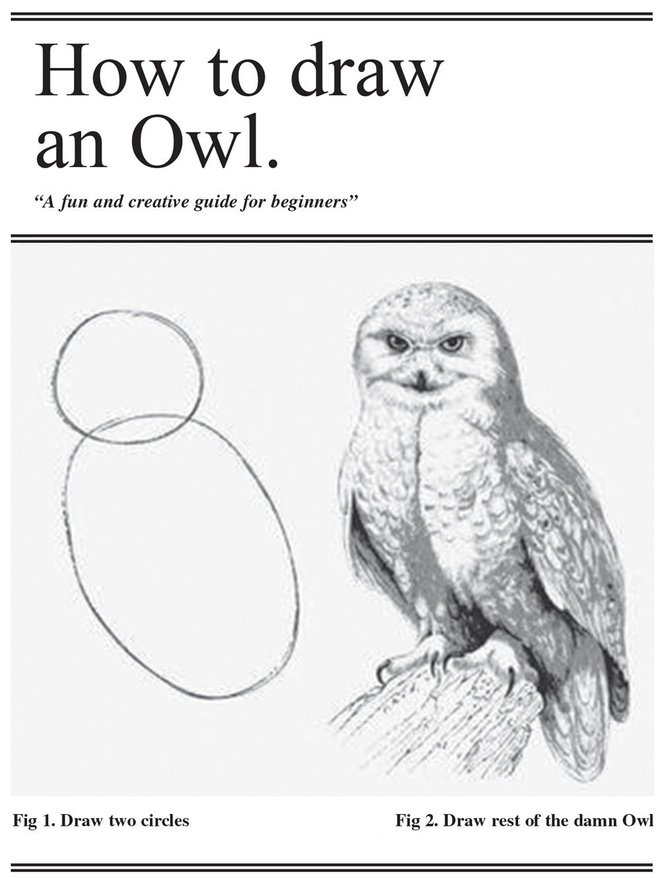 How to draw
an Owl.
“A fun and creative guide for beginners”
Fig 1. Draw two circles
Fig 2. Draw rest of the damn Owl